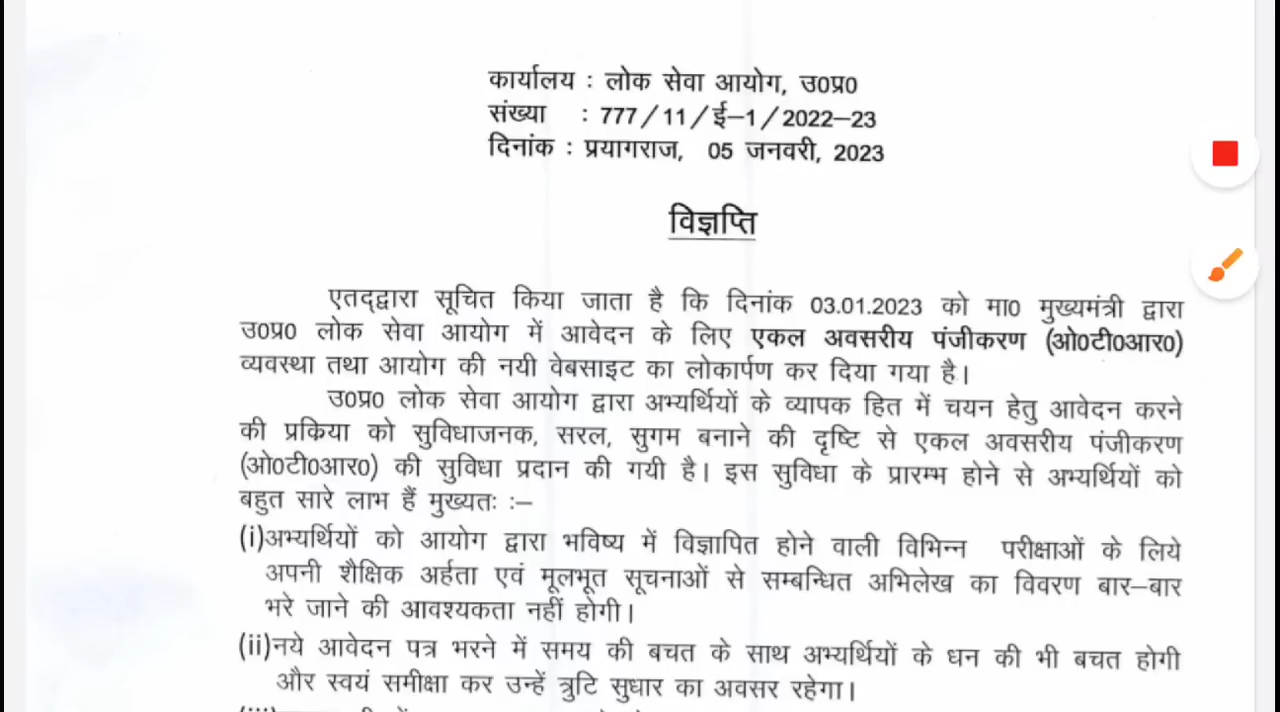 कार्यालय : लोक सेवा आयोग, उ0प्र0
संख्या : 777/11/ई–1/2022–23
दिनांक : प्रयागराज, 05 जनवरी, 2023
विज्ञप्ति
एतद्द्वारा सूचित किया जाता है कि दिनांक 03.01.2023 को मा0 मुख्यमंत्री द्वारा
उ0प्र0 लोक सेवा आयोग में आवेदन के लिए एकल अवसरीय पंजीकरण (ओ0टी0आर0)
व्यवस्था तथा आयोग की नयी वेबसाइट का लोकार्पण कर दिया गया है।
उ0प्र0 लोक सेवा आयोग द्वारा अभ्यर्थियों के व्यापक हित में चयन हेतु आवेदन करने
की प्रकिया को सुविधाजनक, सरल, सुगम बनाने की दृष्टि से एकल अवसरीय पंजीकरण
(ओ0टी0आर0) की सुविधा प्रदान की गयी है। इस सुविधा के प्रारम्भ होने से अभ्यर्थियों को
बहुत सारे लाभ हैं मुख्यतः :–
(i)अभ्यर्थियों को आयोग द्वारा भविष्य में विज्ञापित होने वाली विभिन्न परीक्षाओं के लिये
अपनी शैक्षिक अर्हता एवं मूलभूत सूचनाओं से सम्बन्धित अभिलेख का विवरण बार–बार
भरे जाने की आवश्यकता नहीं होगी।
(ii)नये आवेदन पत्र भरने में समय की बचत के साथ अभ्यर्थियों के धन की भी बचत होगी
और स्वयं समीक्षा कर उन्हें त्रुटि सुधार का अवसर रहेगा।